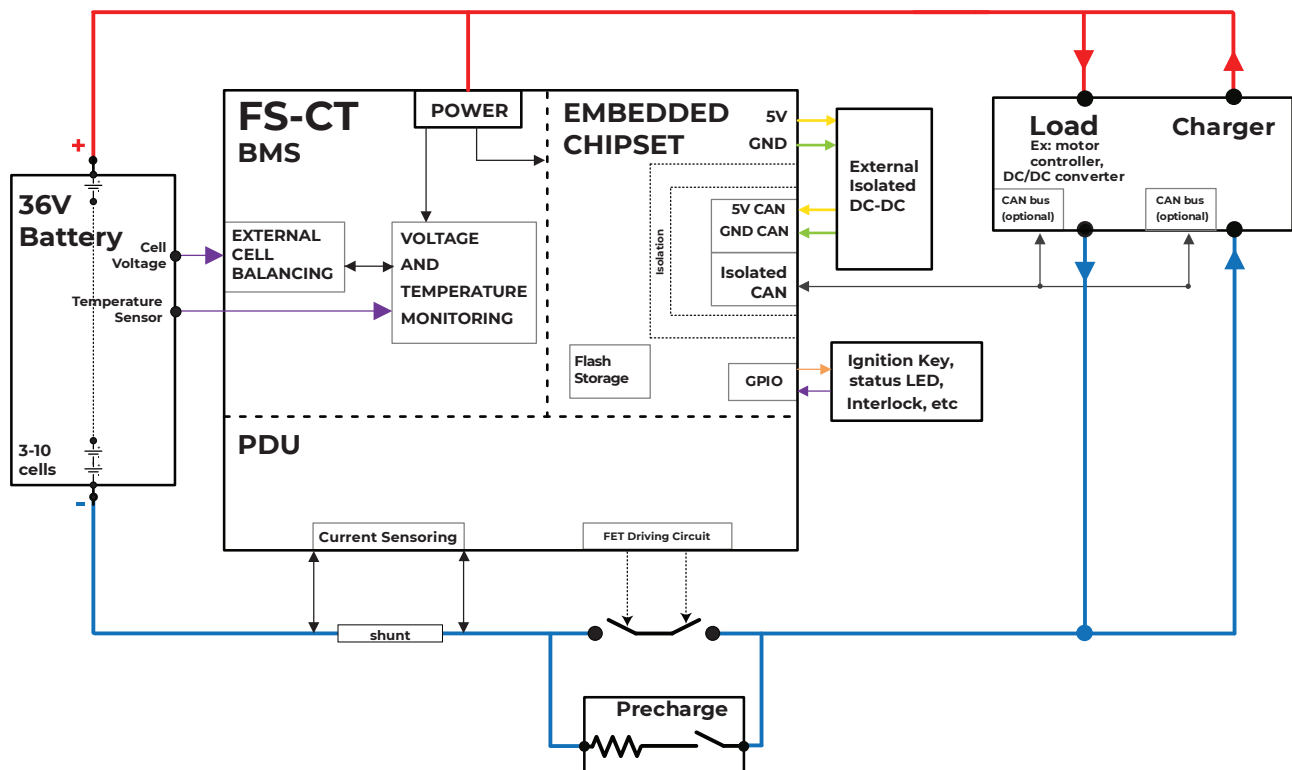 +
36V
Battery
Cell
Voltage
Temperature
Sensor
3-10
cells
-
FS-CT
BMS
POWER
EXTERNAL
CELL
BALANCING
VOLTAGE
AND
TEMPERATURE
MONITORING
EMBEDDED
CHIPSET
5V
GND
Isolation
5V CAN
GND CAN
Isolated
CAN
Flash
Storage
GPIO
External
Isolated
DC-DC
Ignition Key,
status LED,
Interlock, etc
Load
Ex: motor
controller,
DC/DC converter
CAN bus
(optional)
Charger
CAN bus
(optional)
PDU
Current Sensoring
FET Driving Circuit
shunt
Precharge